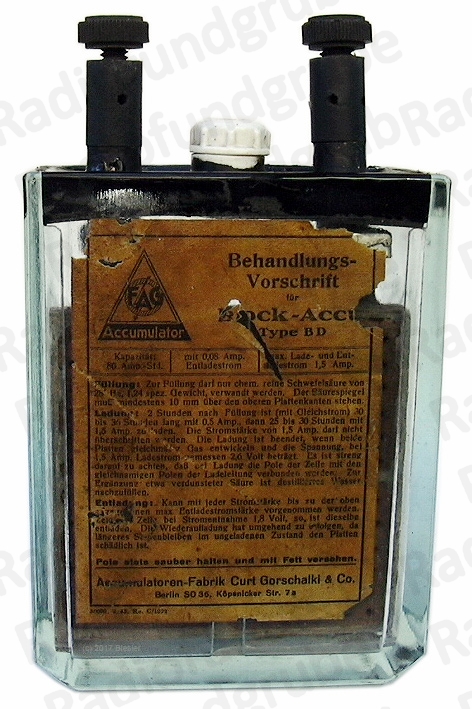 FAG
Accumulator
Behandlungs-
Vorschrift
für
Block-Accu
Type BD
Kapazität: mit 0,08 Amp. max. Lade- und Ent-
80 Amp.-Std. Entladestrom ladestrom 1,5 Amp.
Füllung: Zur Füllung darf nur chem. reine Schwefelsäure von
1,24 spez. Gewicht, verwandt werden. Der Säurespiegel
muß mindestens 10 mm über den oberen Plattenkanten stehen.
Ladung: 2 Stunden nach Füllung ist (mit Gleichstrom) 30
bis 36 Stunden lang mit 0,5 Amp. dann 25 bis 30 Stunden mit
1,5 Amp. zu laden. Die Stromstärke von 1,5 Amp. darf nicht
überschritten werden. Die Ladung ist beendet, wenn beide
Platten gleichmäßig Gas entwickeln und die Spannung, bei
1,5 Amp. Ladestrom gemessen 2,6 Volt beträgt. Es ist streng
darauf zu achten, daß bei Ladung die Pole der Zelle mit den
gleichnamigen Polen der Ladeleitung verbunden worden. Zur
Ergänzung etwa verdunsteter Säure ist destilliertes Wasser
nachzufüllen.
Entladung: Kann mit jeder Stromstärke bis zu der oben
max. Entladestromstärke vorgenommen werden.
Zelle bei Stromentnahme 1,8 Volt, so ist dieselbe
entladen. Die Wiederaufladung hat umgehend zu erfolgen, da
längeres Stehenbleiben im ungeladenen Zustand den Platten
schädlich ist.
Pole stets sauber halten und mit Fett versehen.
Accumulatoren-Fabrik Curt Gorschalki & Co.
Berlin SO 36, Köpenicker Str. 7a
(c) 2017
Radiofundgrube